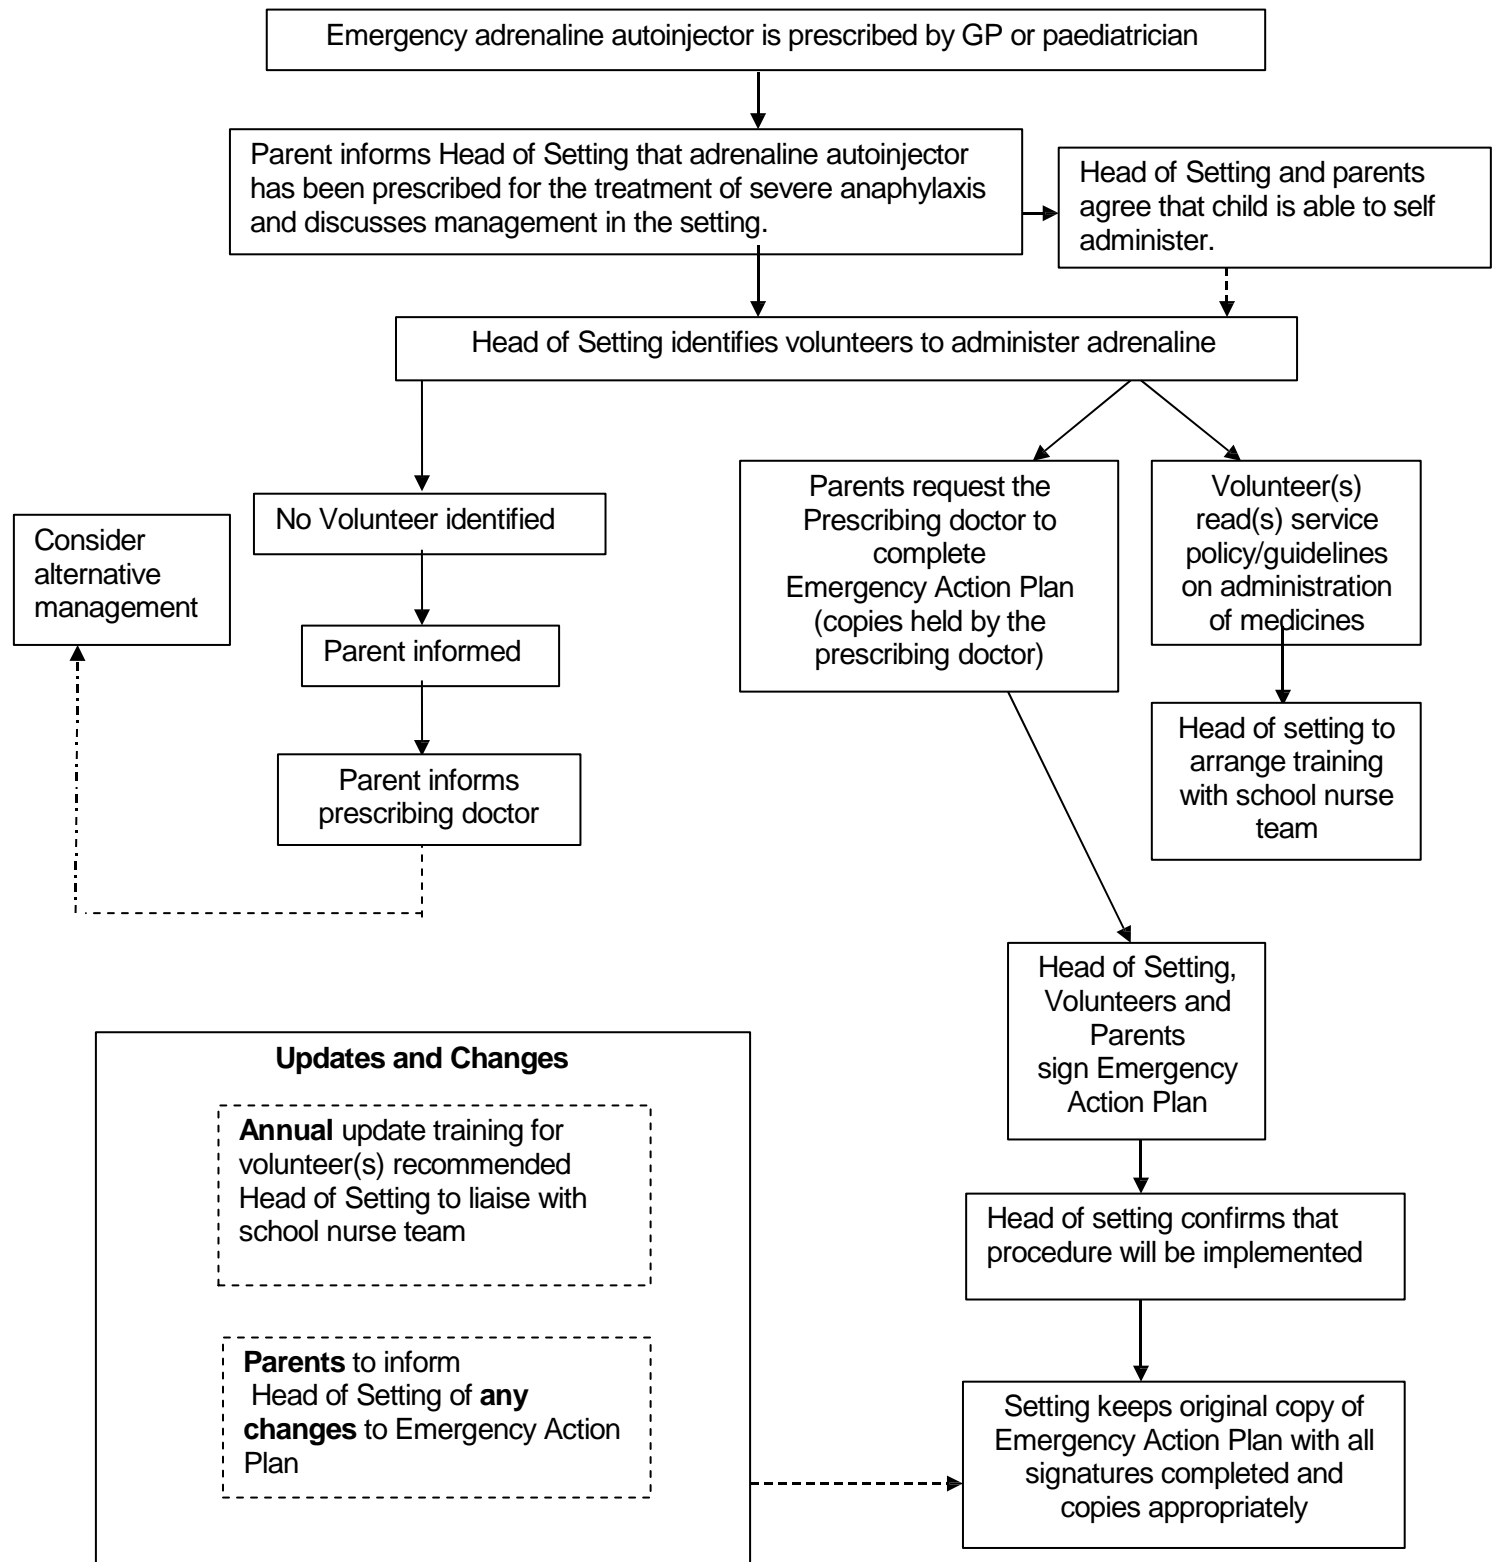 Emergency adrenaline autoinjector is prescribed by GP or paediatrician
Parent informs Head of Setting that adrenaline autoinjector
has been prescribed for the treatment of severe anaphylaxis
and discusses management in the setting.
Head of Setting and parents
agree that child is able to self
administer.
Head of Setting identifies volunteers to administer adrenaline
No Volunteer identified
Consider
alternative
management
Parent informed
Parent informs
prescribing doctor
Parents request the
Prescribing doctor to
complete
Emergency Action Plan
(copies held by the
prescribing doctor)
Volunteer(s)
read(s) service
policy/guidelines
on administration
of medicines
Head of setting to
arrange training
with school nurse
team
Head of Setting,
Volunteers and
Parents
sign Emergency
Action Plan
Head of setting confirms that
procedure will be implemented
Setting keeps original copy of
Emergency Action Plan with all
signatures completed and
copies appropriately
Updates and Changes
Annual update training for
volunteer(s) recommended
Head of Setting to liaise with
school nurse team
Parents to inform
Head of Setting of any
changes to Emergency Action
Plan